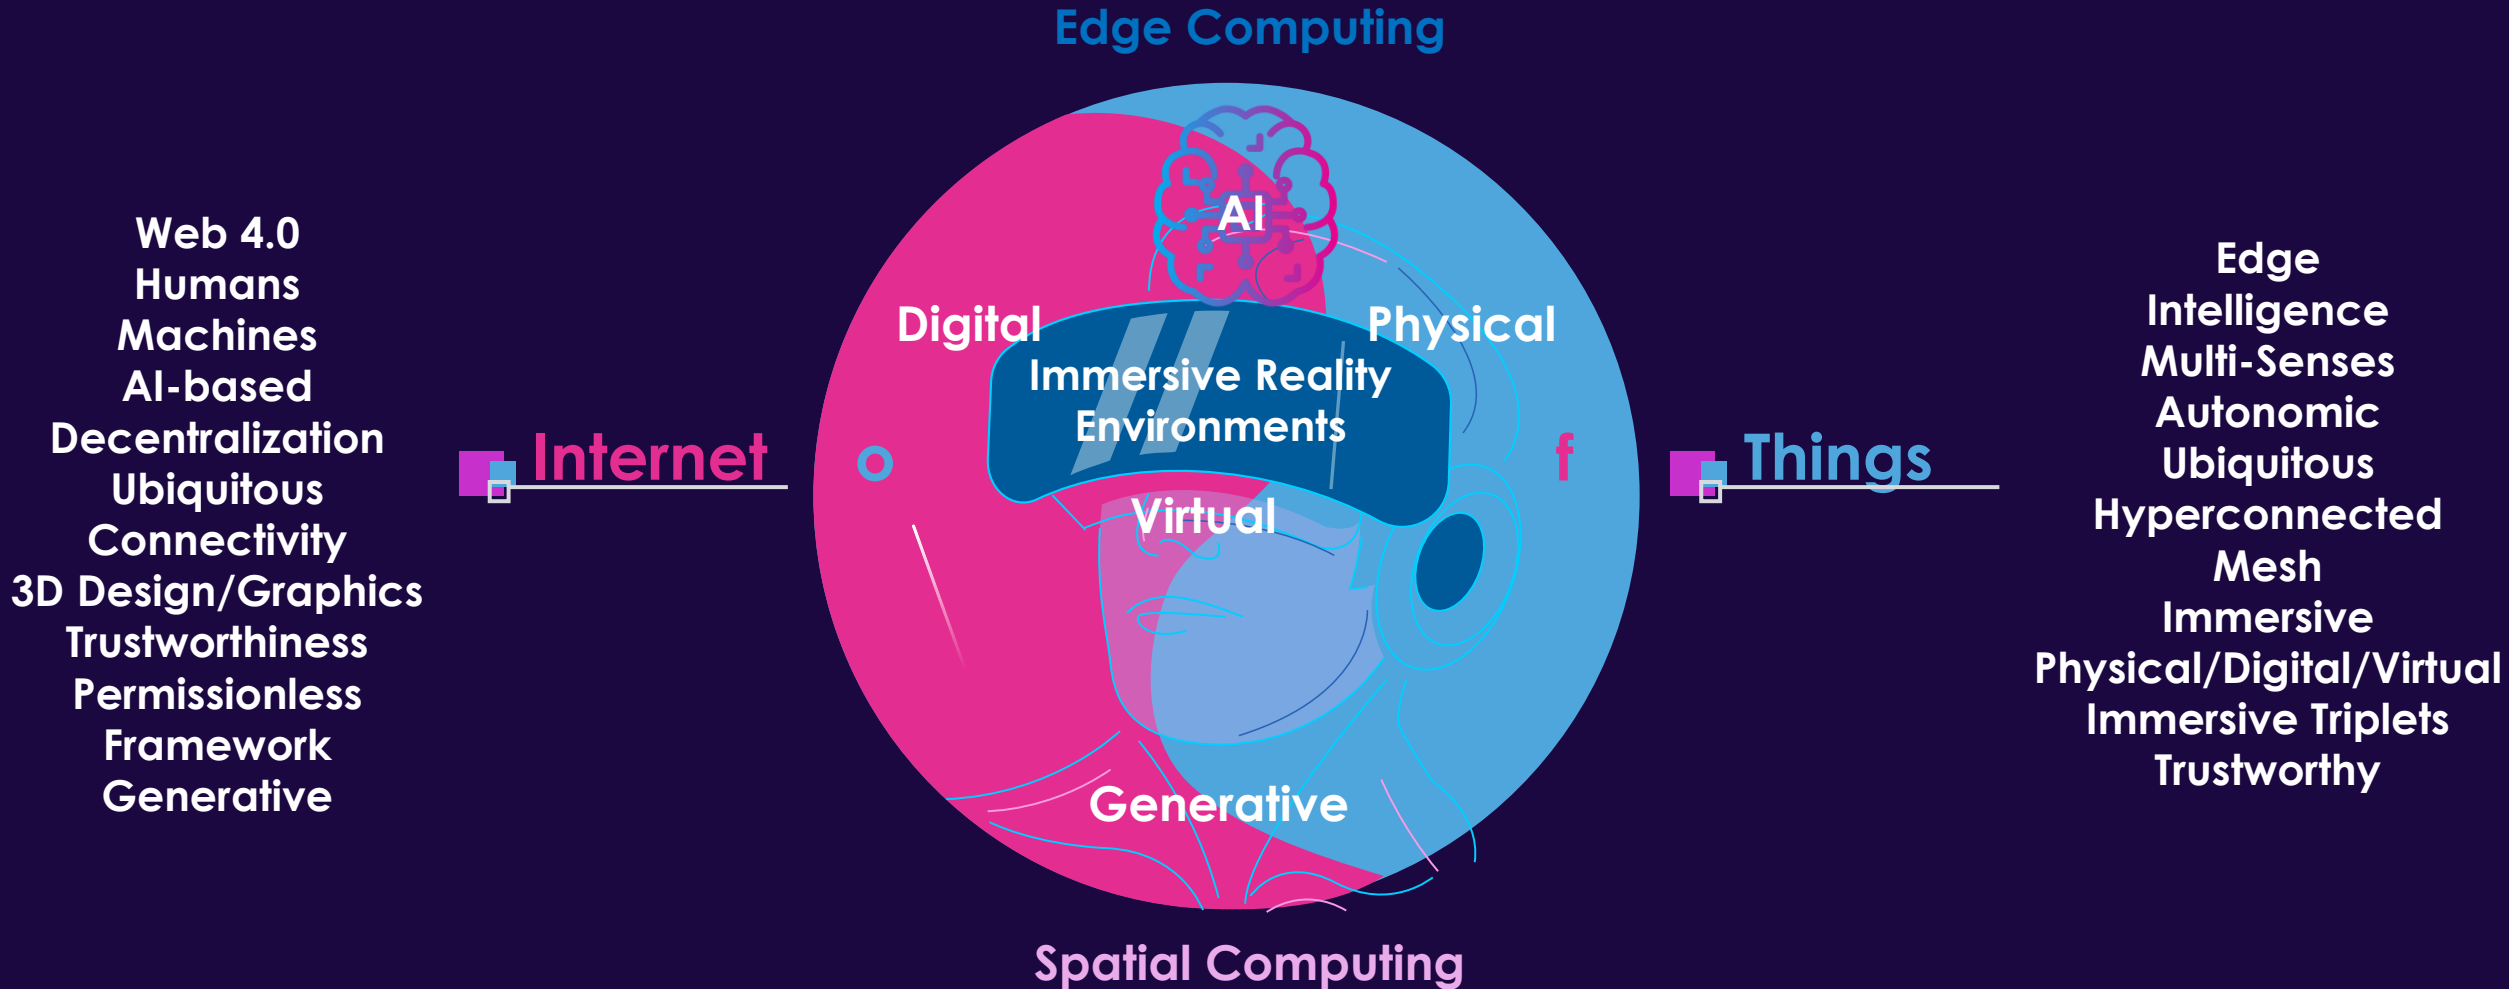 Edge Computing
Web 4.0
Humans
Machines
AI-based
Decentralization
Ubiquitous
Connectivity
3D Design/Graphics
Trustworthiness
Permissionless
Framework
Generative
Internet
o
f
Things
AI
Digital
Physical
Immersive Reality
Environments
Virtual
Generative
Edge
Intelligence
Multi-Senses
Autonomic
Ubiquitous
Hyperconnected
Mesh
Immersive
Physical/Digital/Virtual
Immersive Triplets
Trustworthy
Spatial Computing